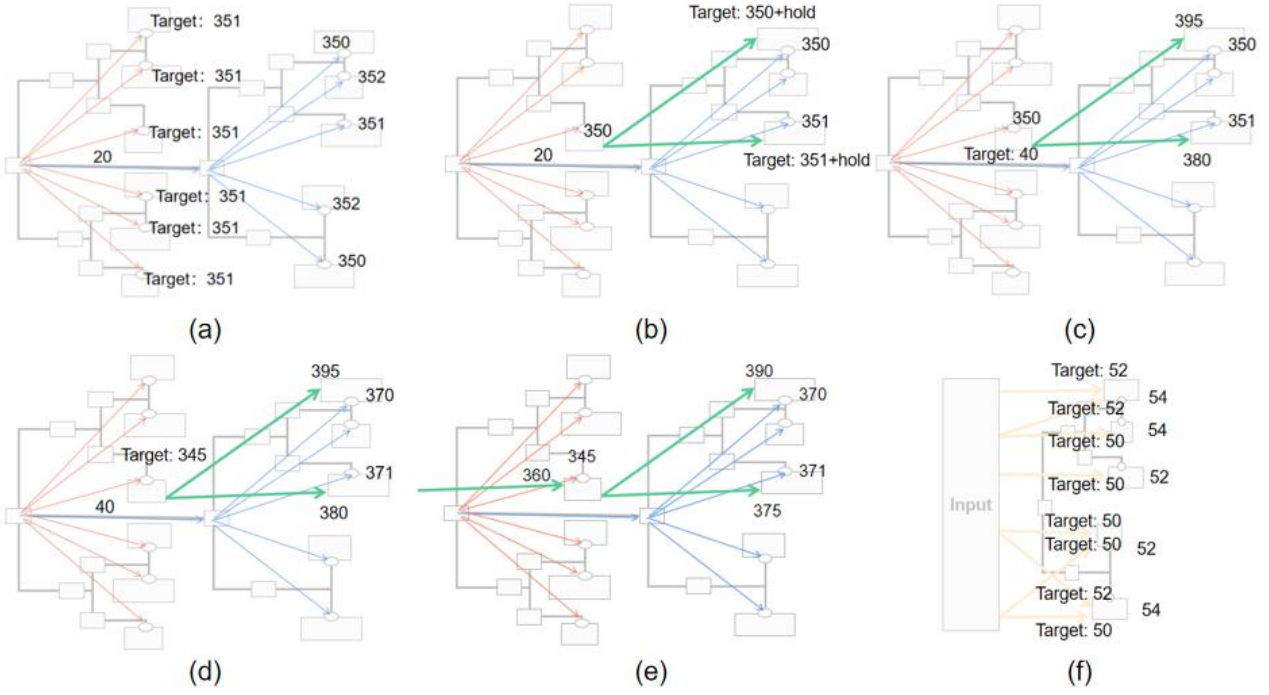 Target: 351
350
Target: 351
352
Target: 351
351
20
Target: 351
352
Target: 351
350
Target: 351
(a)
Target: 350+hold
350
350
351
20
Target: 351+hold
(b)
395
350
350
351
Target: 40
380
(c)
395
370
Target: 345
371
40
380
(d)
390
370
345
360
371
375
(e)
Target: 52
54
Target: 52
54
Target: 50
52
Target: 50
Input
Target: 50
Target: 50
52
Target: 52
54
Target: 50
(f)